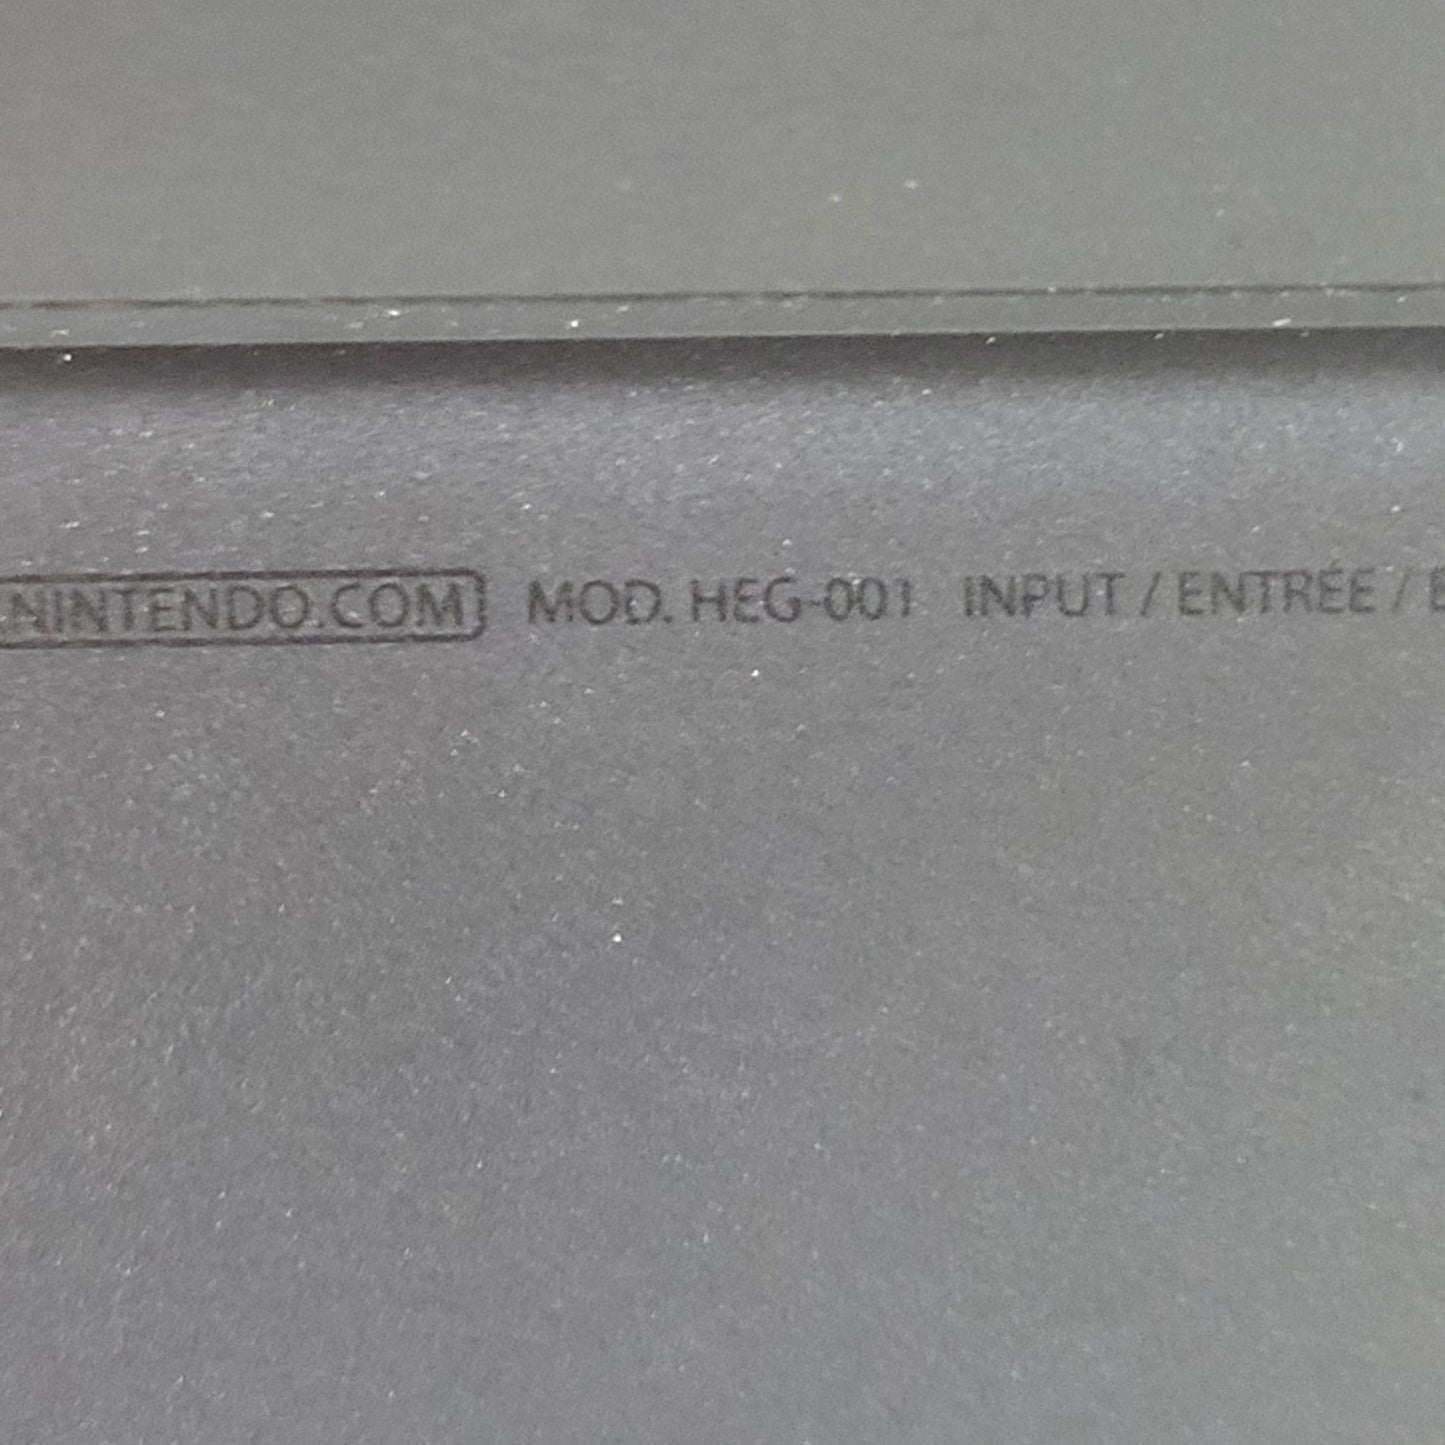 NINTENDO.COM MOD. HEG-001 INPUT / ENTRÉE /